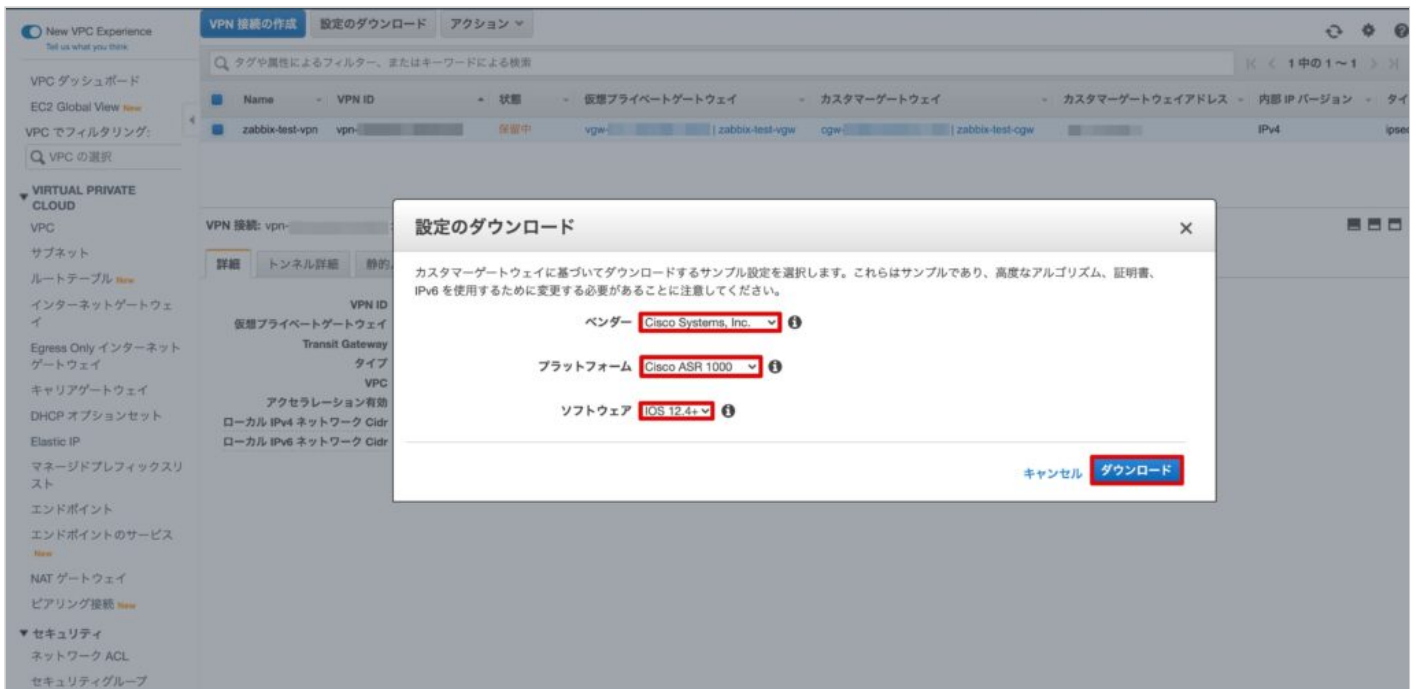 New VPC Experience
Tell us what you think
VPC ダッシュボード
EC2 Global View New
VPC でフィルタリング:
VPC の選択
VIRTUAL PRIVATE
CLOUD
VPC
サブネット
ルートテーブル New
インターネットゲートウェ
イ
Egress Only インターネット
ゲートウェイ
キャリアゲートウェイ
DHCP オプションセット
Elastic IP
マネージドプレフィックスリ
スト
エンドポイント
エンドポイントのサービス
New
NAT ゲートウェイ
ピアリング接続 New
セキュリティ
ネットワーク ACL
セキュリティグループ
VPN 接続の作成 設定のダウンロード アクション
タグや属性によるフィルター、またはキーワードによる検索
1 中の 1 ~ 1
Name VPN ID 状態 仮想プライベートゲートウェイ カスタマーゲートウェイ カスタマーゲートウェイアドレス 内部 IP バージョン タイ
zabbix-test-vpn vpn- 保留中 vgw- | zabbix-test-vgw cgw- | zabbix-test-cgw IPv4 ipsec
VPN 接続: vpn-
詳細 トンネル詳細 静的
VPN ID
仮想プライベートゲートウェイ
Transit Gateway
タイプ
VPC
アクセラレーション有効
ローカル IPv4 ネットワーク Cidr
ローカル IPv6 ネットワーク Cidr
設定のダウンロード
カスタマーゲートウェイに基づいてダウンロードするサンプル設定を選択します。これらはサンプルであり、高度なアルゴリズム、証明書、
IPv6 を使用するために変更する必要があることに注意してください。
ベンダー Cisco Systems, Inc.
プラットフォーム Cisco ASR 1000
ソフトウェア IOS 12.4+
キャンセル ダウンロード